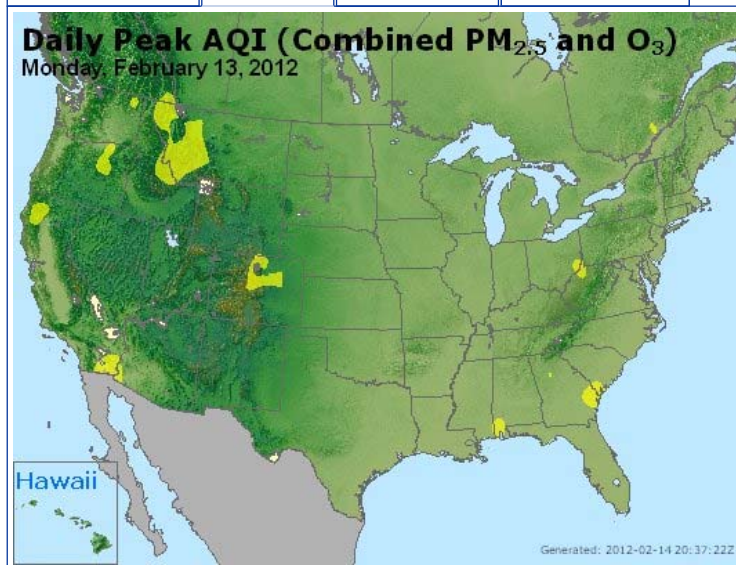 Daily Peak AQI (Combined PM2.5 and O3)
Monday, February 13, 2012
Hawaii
Generated: 2012-02-14 20:37:22Z